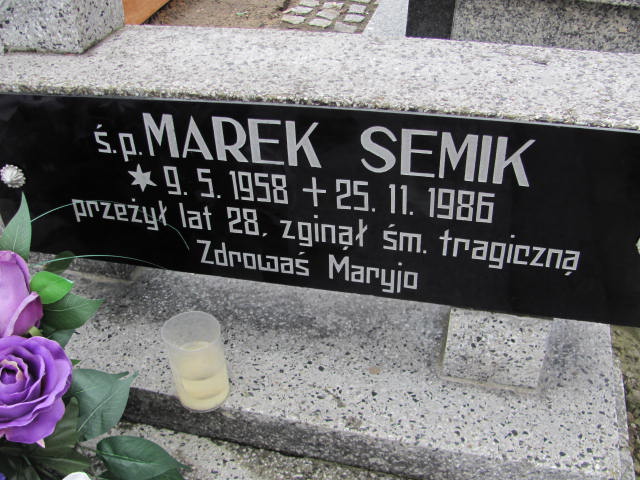 ś.p. MAREK SEMIK
9. 5. 1958 + 25. 11. 1986
przeżył lat 28, zginął śm. tragiczną
Zdrowaś Maryjo